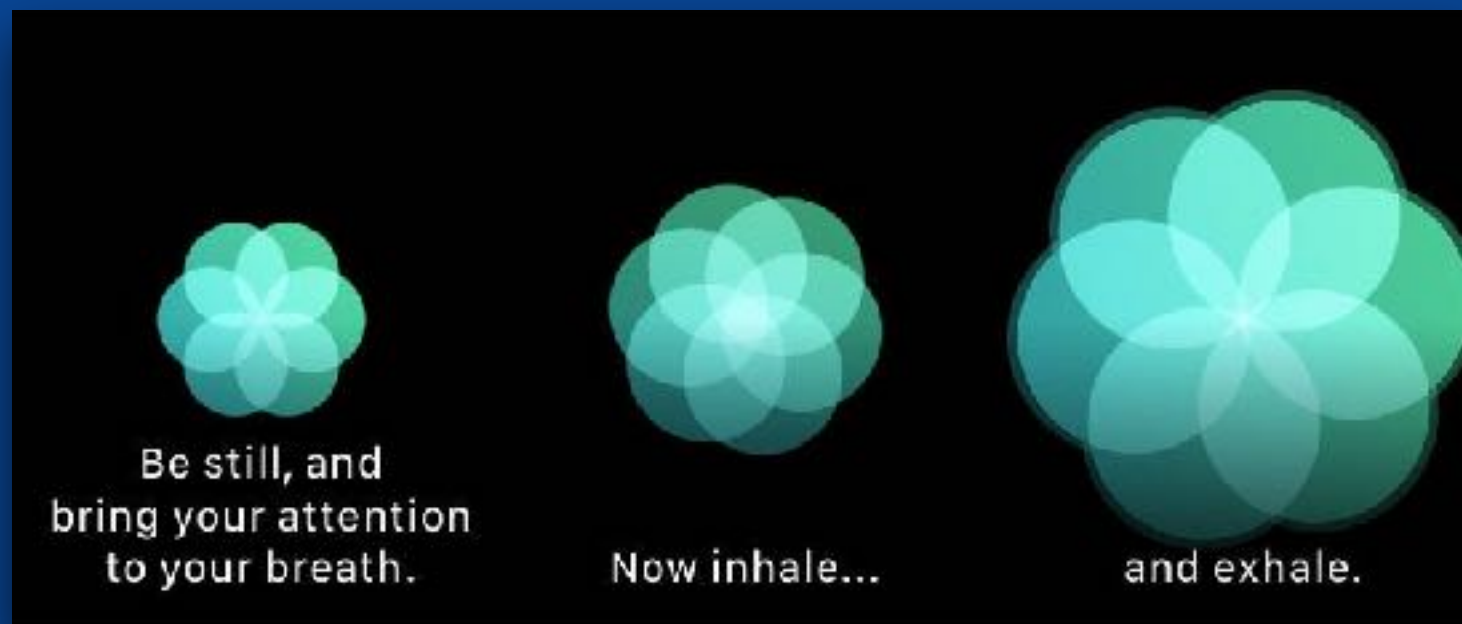 Be still, and
bring your attention
to your breath.
Now inhale...
and exhale.